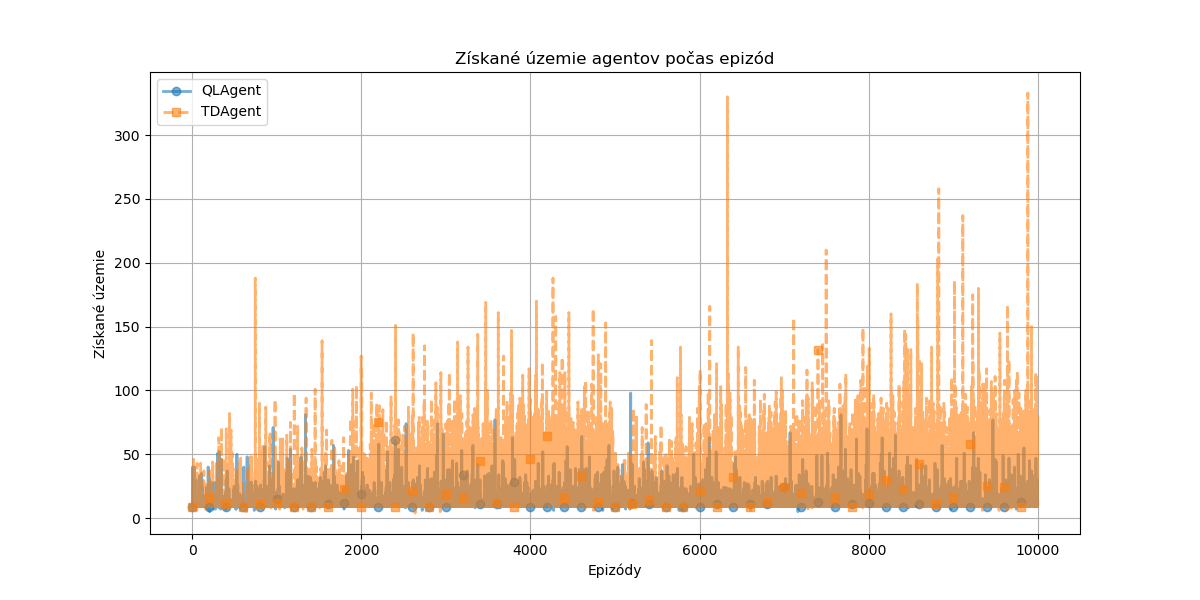 Získané územie agentov počas epizód
QLAgent
TDAgent
Získané územie
300
250
200
150
100
50
0
0 2000 4000 6000 8000 10000
Epizódy